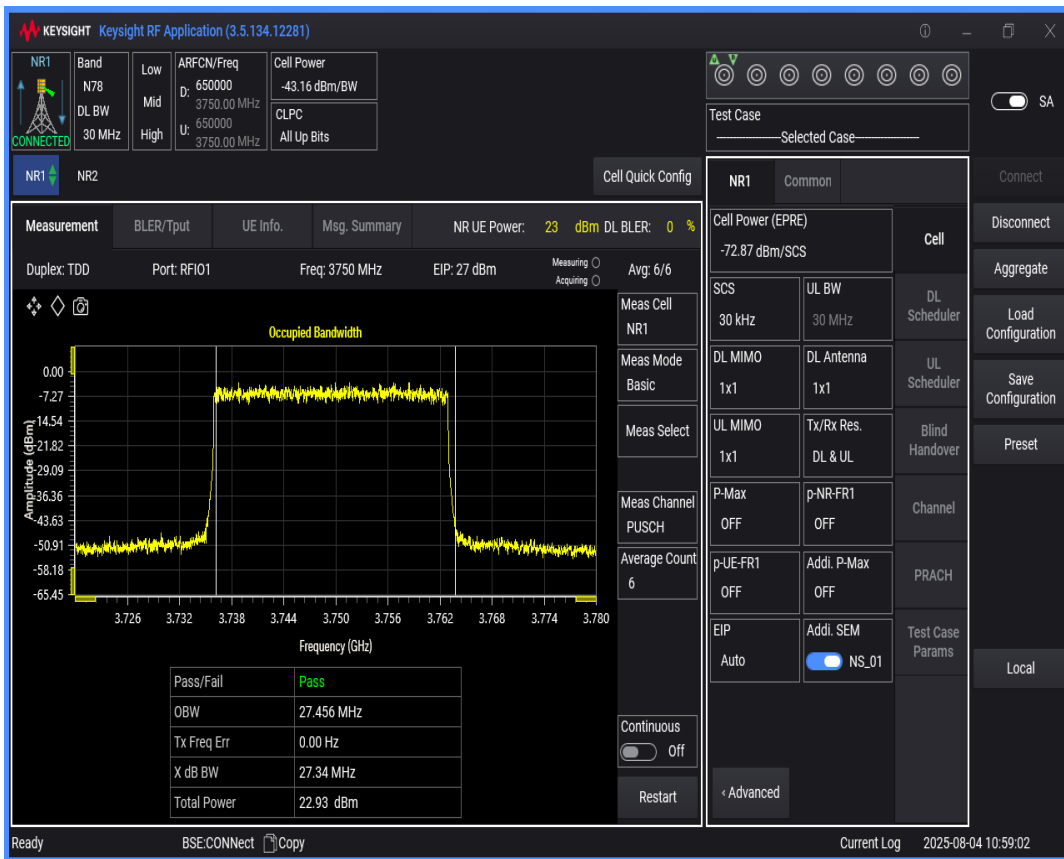 KEYSIGHT Keysight RF Application (3.5.134.12281)
NR1
CONNECTED
Band
N78
DL BW
30 MHz
Low
Mid
High
ARFCN/Freq
D: 650000
3750.00 MHz
U: 650000
3750.00 MHz
Cell Power
-43.16 dBm/BW
CLPC
All Up Bits
Test Case
Selected Case
SA
NR1 NR2
Cell Quick Config
Measurement BLER/Tput UE Info. Msg. Summary NR UE Power: 23 dBm DL BLER: 0 %
Duplex: TDD Port: RFIO1 Freq: 3750 MHz EIP: 27 dBm Measuring Avg: 6/6
Acquiring
Occupied Bandwidth
Amplitude (dBm)
0.00
-7.27
-14.54
-21.82
-29.09
-36.36
-43.63
-50.91
-58.18
-65.45
3.726 3.732 3.738 3.744 3.750 3.756 3.762 3.768 3.774 3.780
Frequency (GHz)
Pass/Fail Pass
OBW 27.456 MHz
Tx Freq Err 0.00 Hz
X dB BW 27.34 MHz
Total Power 22.93 dBm
Meas Cell
NR1
Meas Mode
Basic
Meas Select
Meas Channel
PUSCH
Average Count
6
Continuous
Off
Restart
NR1 Common
Cell Power (EPRE)
-72.87 dBm/SCS
SCS
30 kHz
UL BW
30 MHz
DL MIMO
1x1
DL Antenna
1x1
UL MIMO
1x1
Tx/Rx Res.
DL & UL
P-Max
OFF
p-NR-FR1
OFF
p-UE-FR1
OFF
Addi. P-Max
OFF
EIP
Auto
Addi. SEM
NS_01
‹ Advanced
Cell
DL
Scheduler
UL
Scheduler
Blind
Handover
Channel
PRACH
Test Case
Params
Connect
Disconnect
Aggregate
Load
Configuration
Save
Configuration
Preset
Local
Ready BSE:CONNect Copy Current Log 2025-08-04 10:59:02